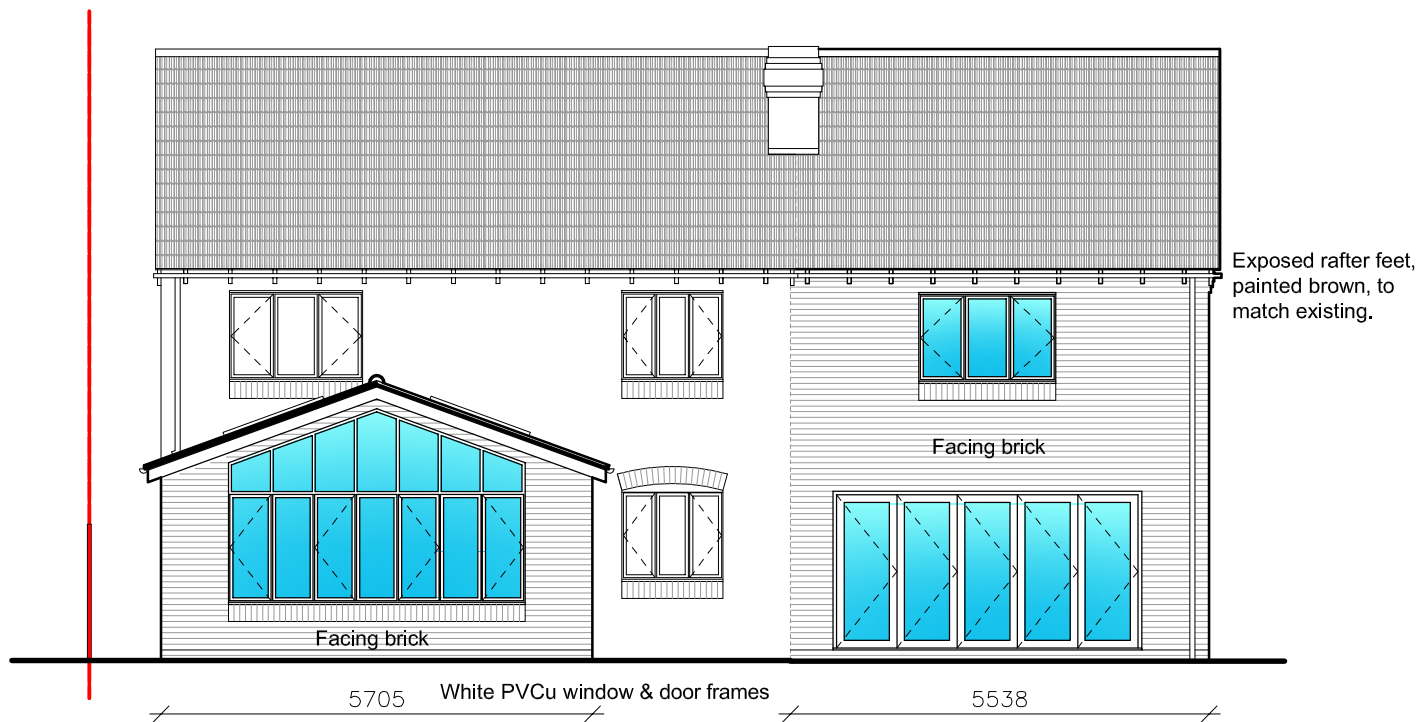 Exposed rafter feet,
painted brown, to
match existing.
Facing brick
Facing brick
White PVCu window & door frames
5705
5538